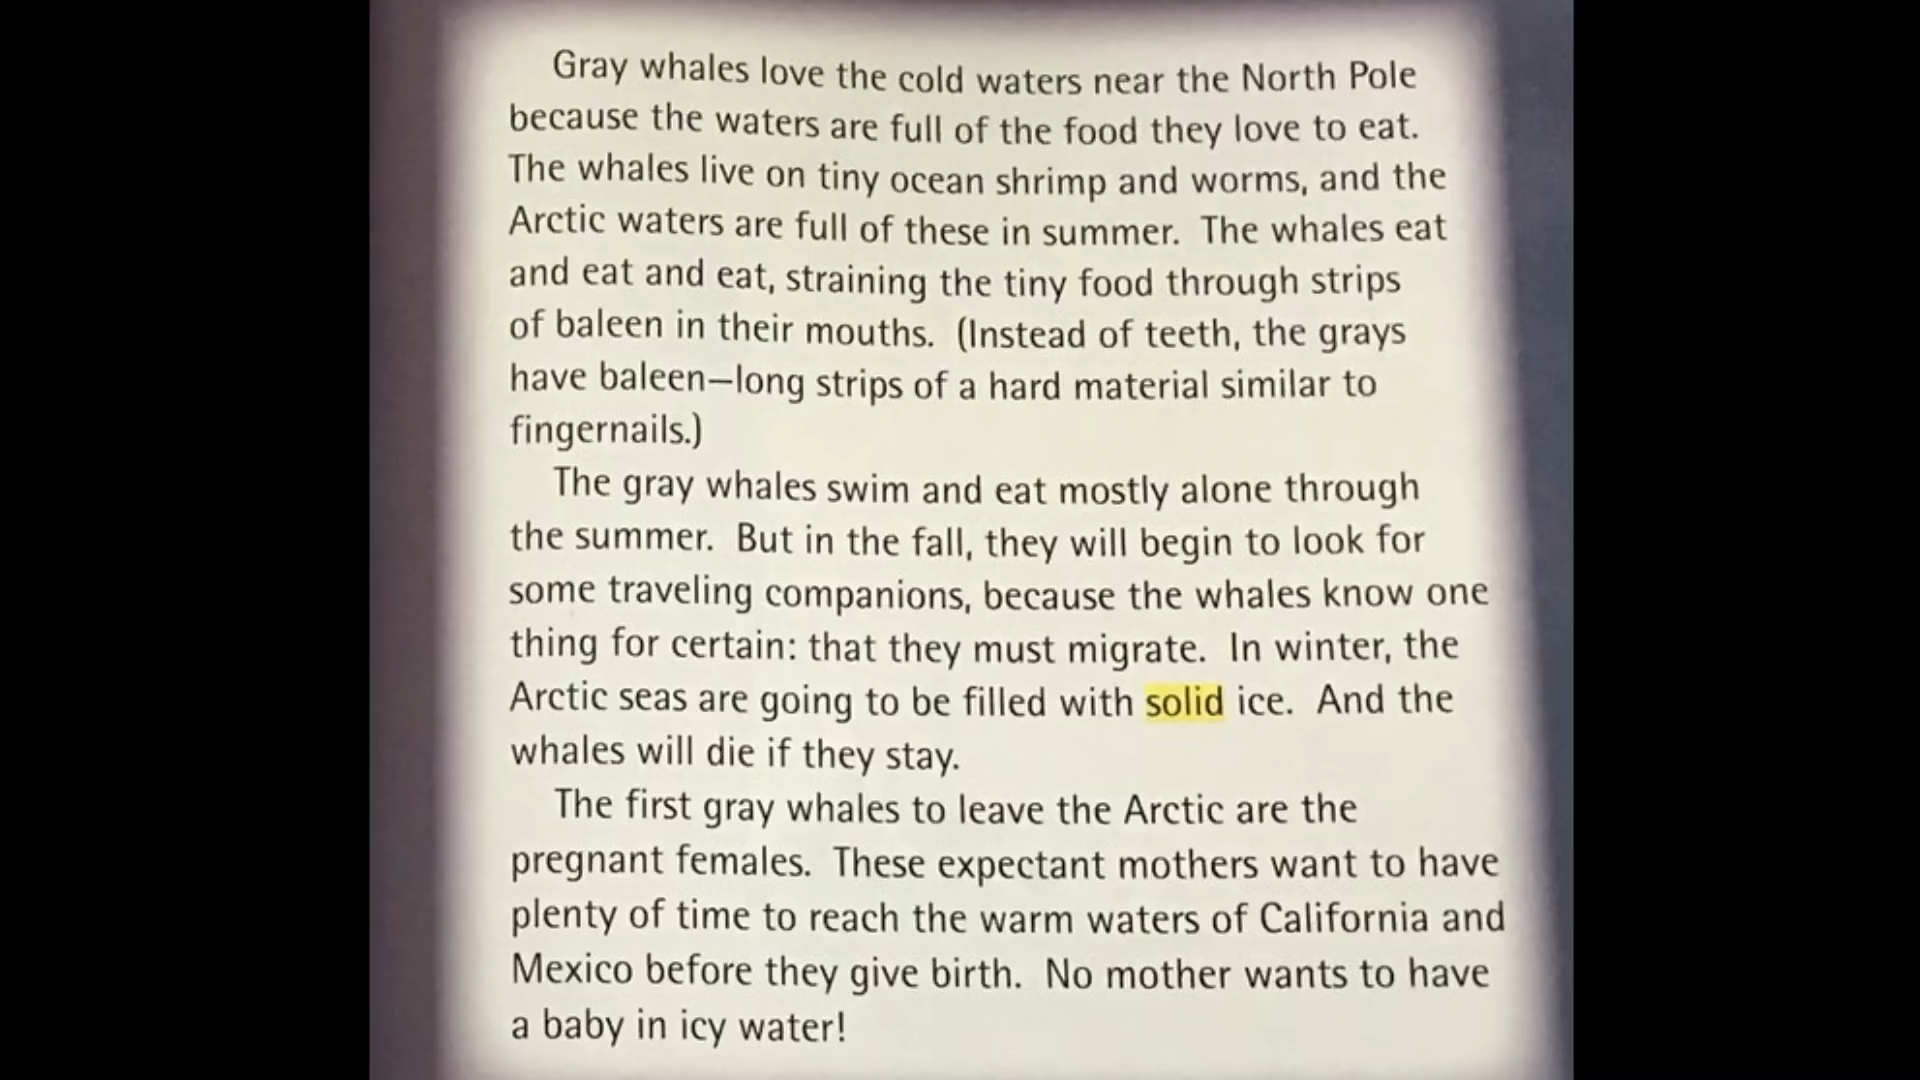 Gray whales love the cold waters near the North Pole
because the waters are full of the food they love to eat.
The whales live on tiny ocean shrimp and worms, and the
Arctic waters are full of these in summer. The whales eat
and eat and eat, straining the tiny food through strips
of baleen in their mouths. (Instead of teeth, the grays
have baleen—long strips of a hard material similar to
fingernails.)
The gray whales swim and eat mostly alone through
the summer. But in the fall, they will begin to look for
some traveling companions, because the whales know one
thing for certain: that they must migrate. In winter, the
Arctic seas are going to be filled with solid ice. And the
whales will die if they stay.
The first gray whales to leave the Arctic are the
pregnant females. These expectant mothers want to have
plenty of time to reach the warm waters of California and
Mexico before they give birth. No mother wants to have
a baby in icy water!